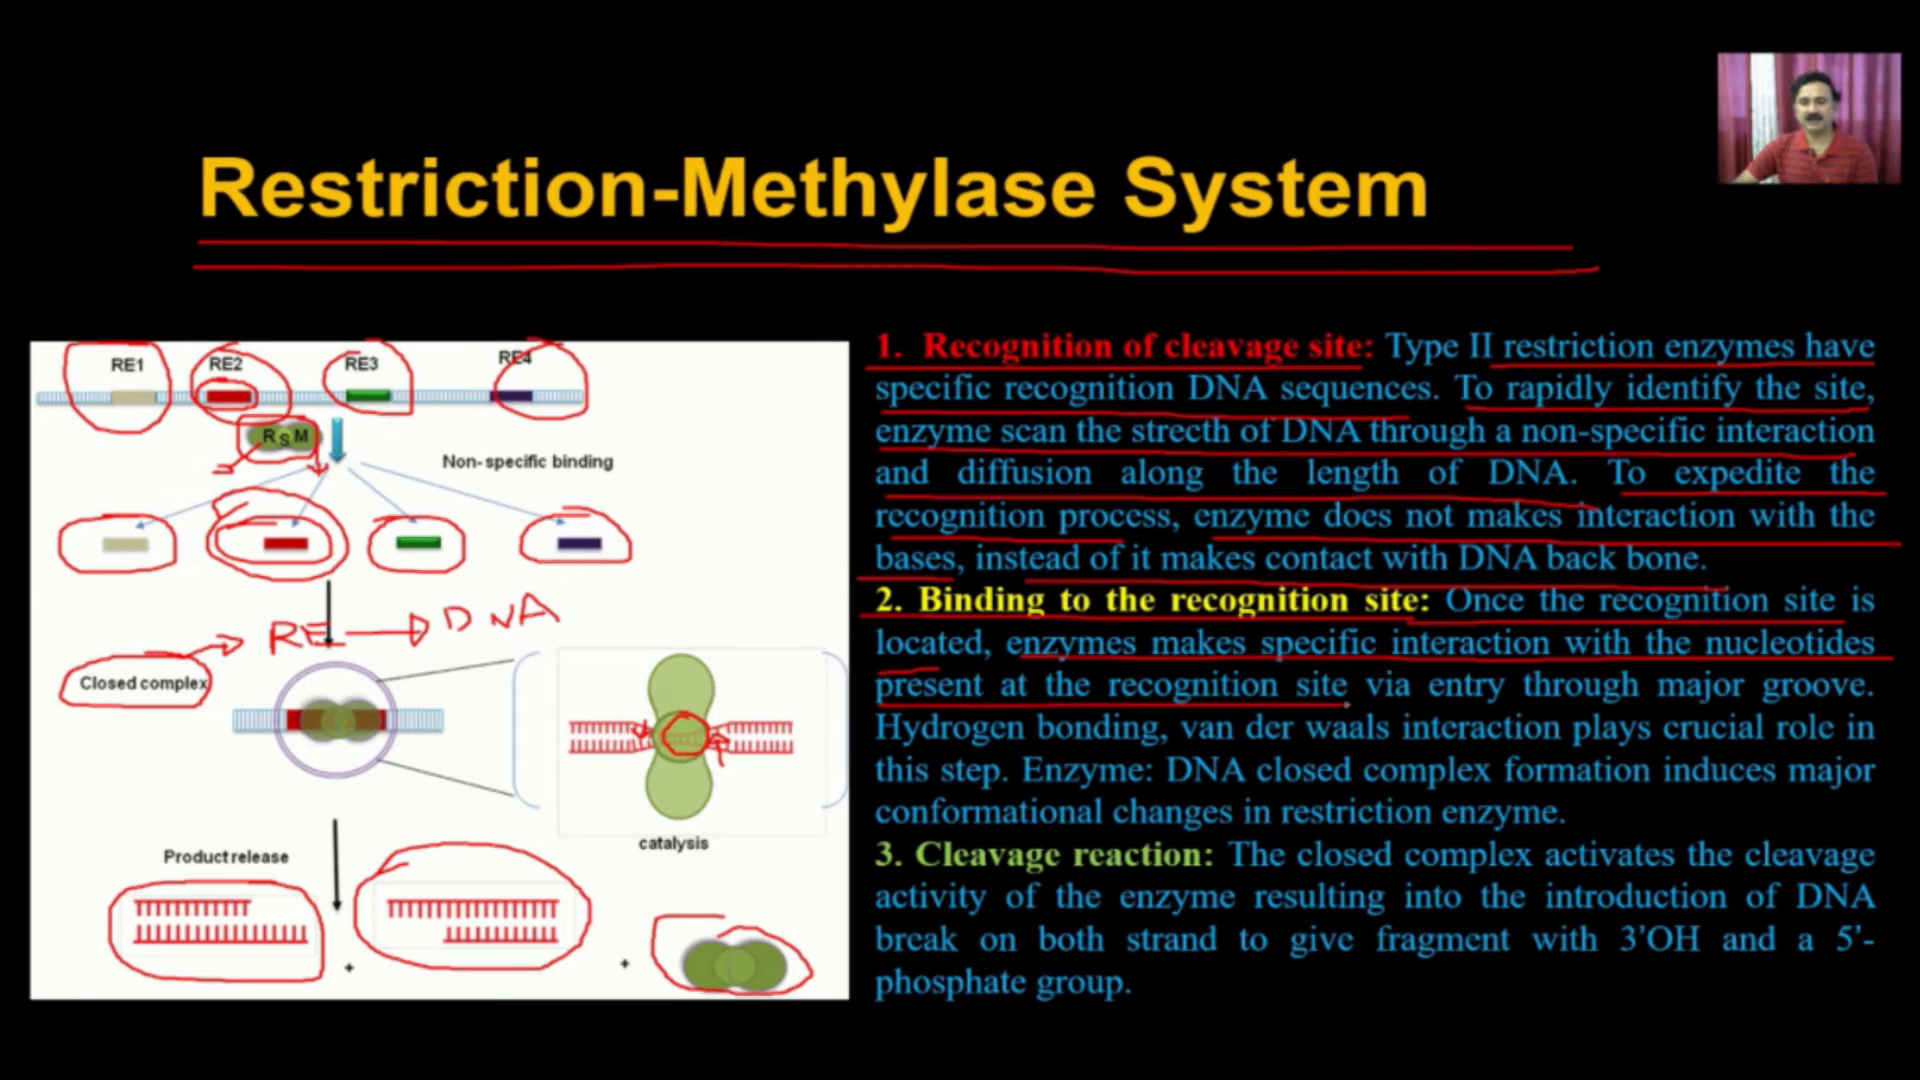 Restriction-Methylase System
RE1 RE2 RE3 RE4
R S M
Non-specific binding
RE → DNA
Closed complex
catalysis
Product release
+ +
1. Recognition of cleavage site: Type II restriction enzymes have
specific recognition DNA sequences. To rapidly identify the site,
enzyme scan the strecth of DNA through a non-specific interaction
and diffusion along the length of DNA. To expedite the
recognition process, enzyme does not makes interaction with the
bases, instead of it makes contact with DNA back bone.
2. Binding to the recognition site: Once the recognition site is
located, enzymes makes specific interaction with the nucleotides
present at the recognition site via entry through major groove.
Hydrogen bonding, van der waals interaction plays crucial role in
this step. Enzyme: DNA closed complex formation induces major
conformational changes in restriction enzyme.
3. Cleavage reaction: The closed complex activates the cleavage
activity of the enzyme resulting into the introduction of DNA
break on both strand to give fragment with 3’OH and a 5’-
phosphate group.